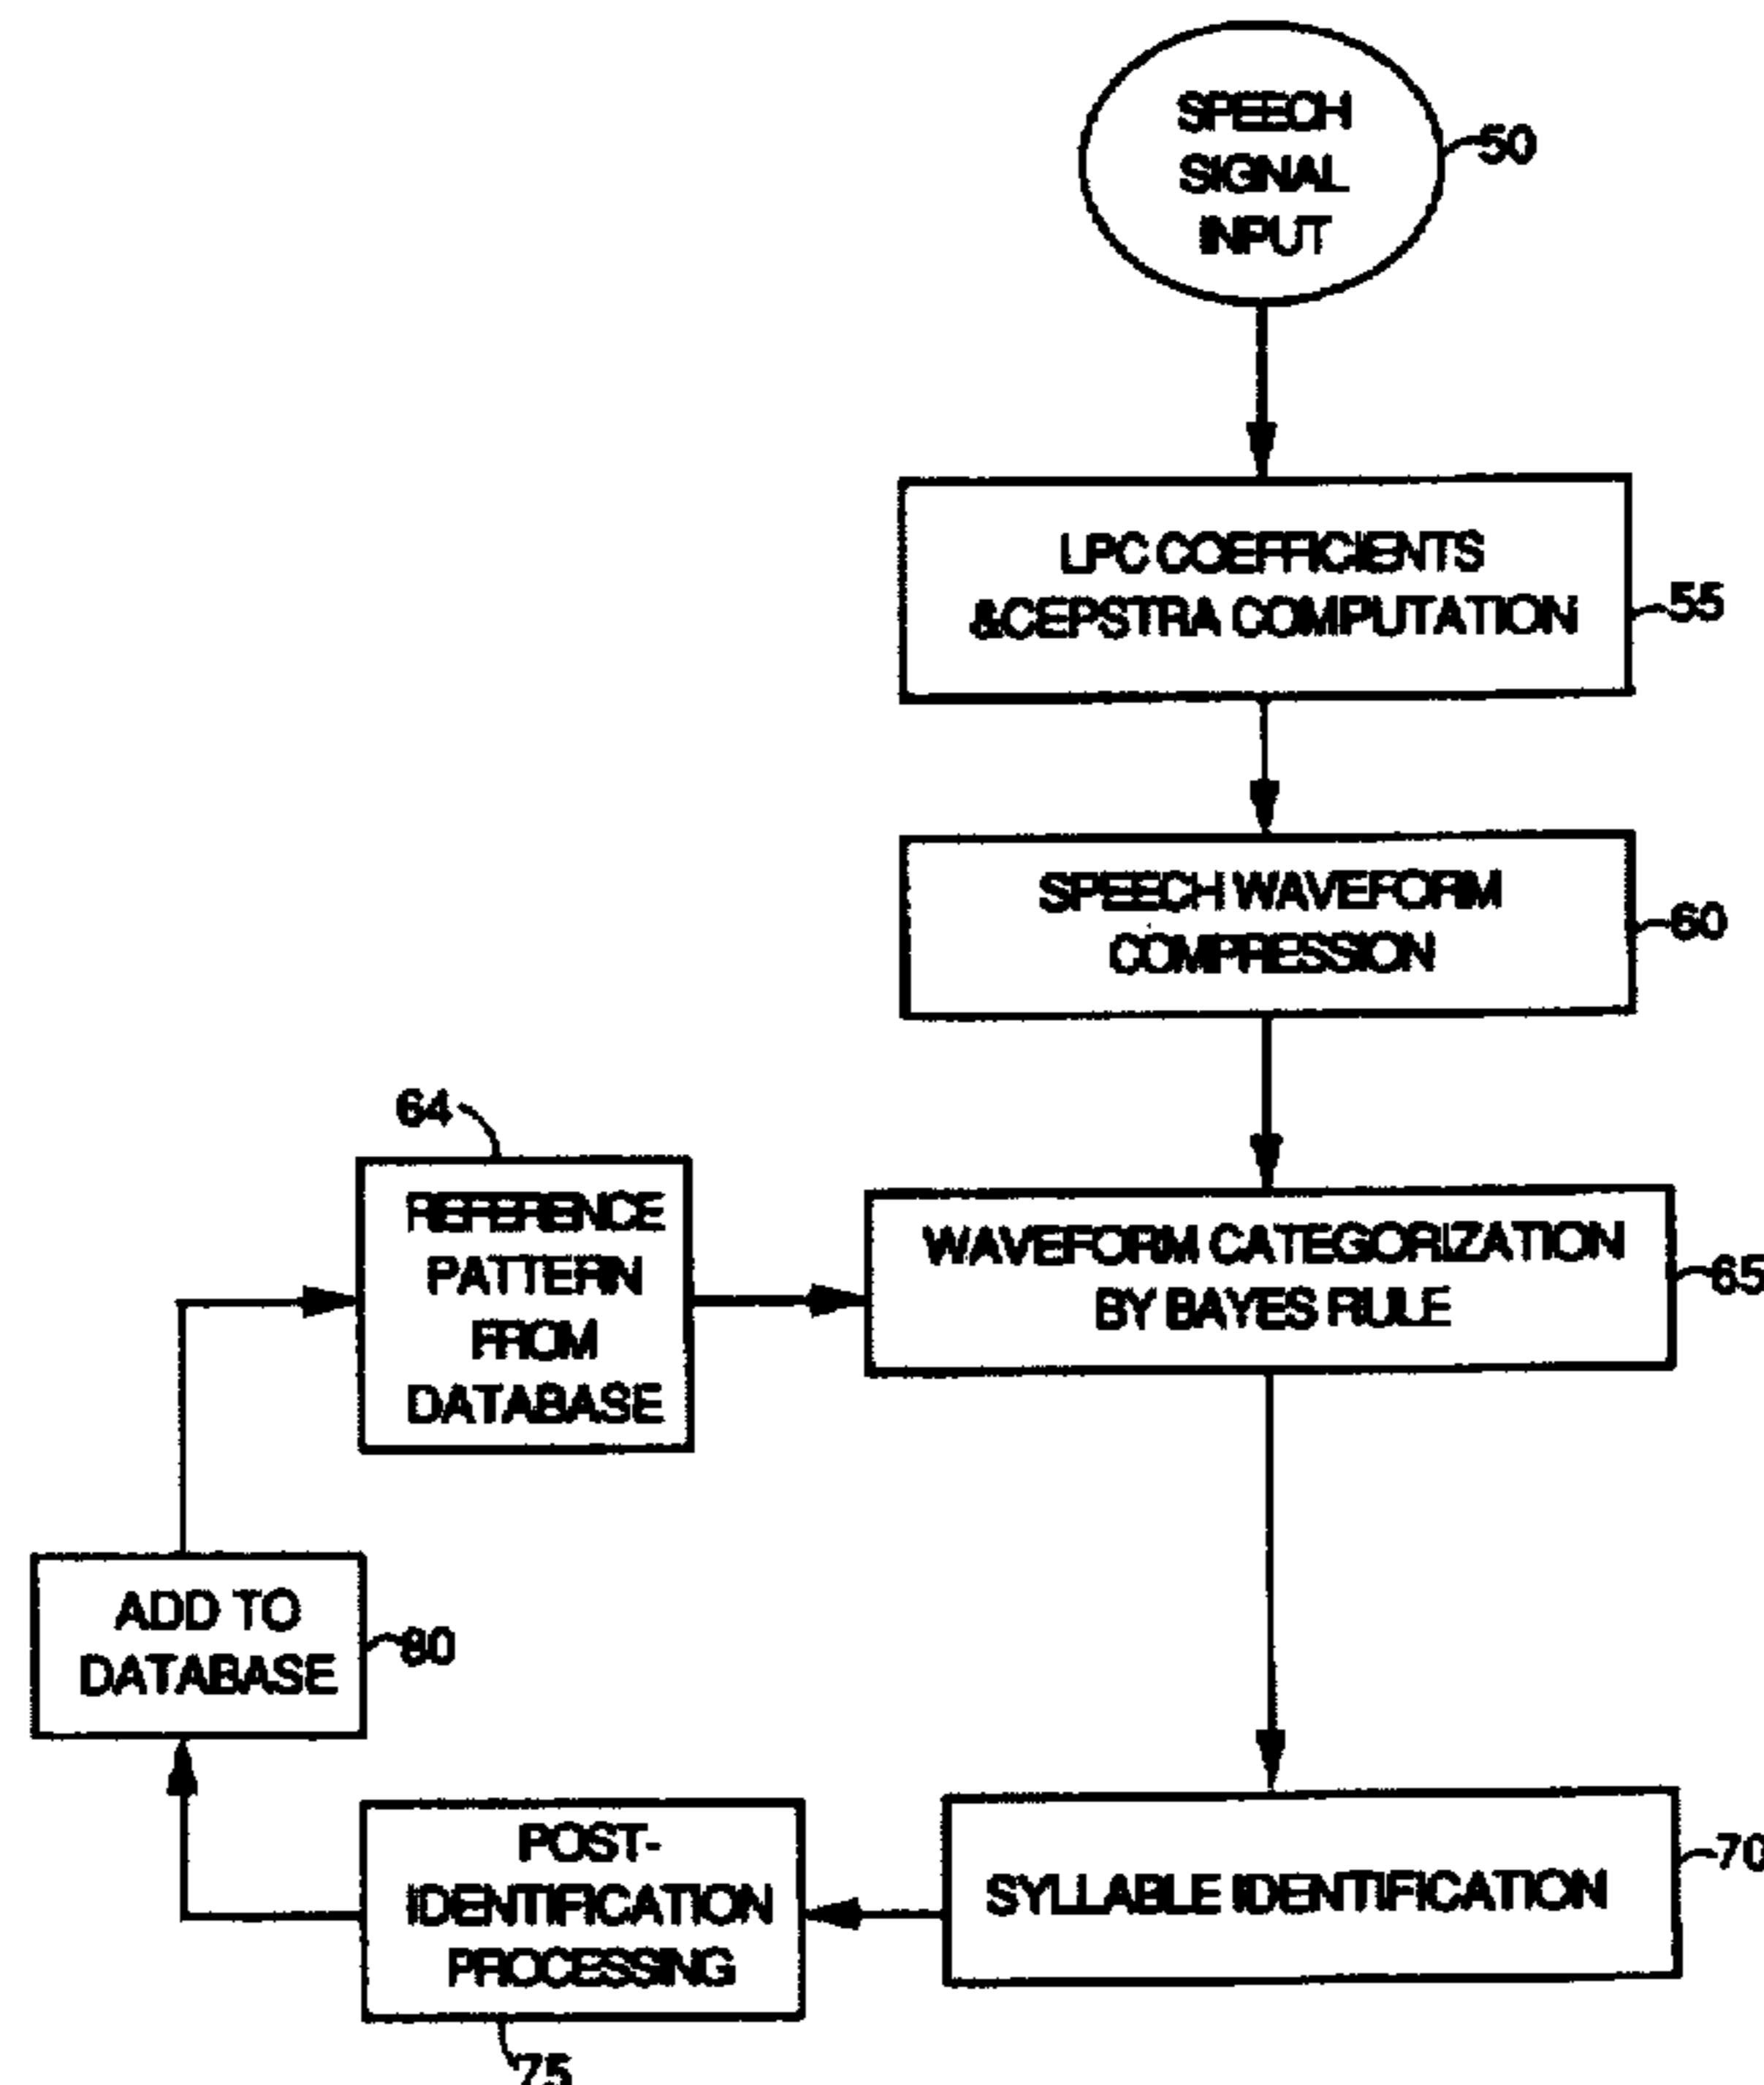 SPEECH
SIGNAL
INPUT
50
LPC COEFFICIENTS
&CEPSTRA COMPUTATION
55
SPEECH WAVEFORM
COMPRESSION
60
64
REFERENCE
PATTERN
FROM
DATABASE
WAVEFORM CATEGORIZATION
BY BAYES RULE
65
ADD TO
DATABASE
80
POST-
IDENTIFICATION
PROCESSING
75
SYLLABLE IDENTIFICATION
70